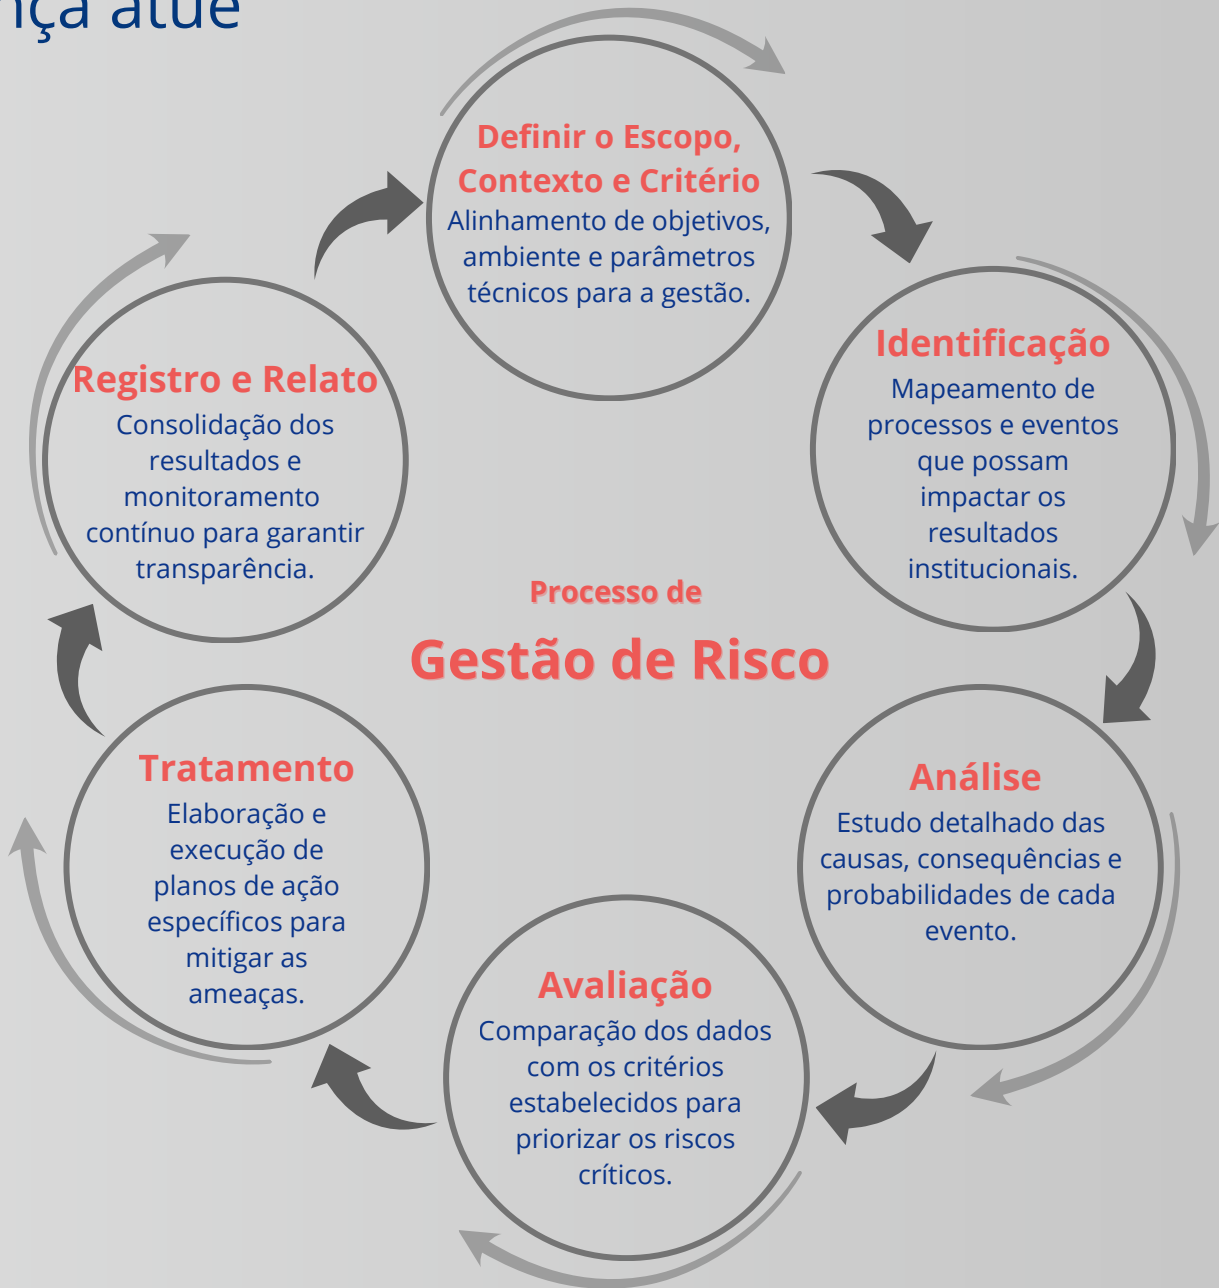 atue
Definir o Escopo,
Contexto e Critério
Alinhamento de objetivos,
ambiente e parâmetros
técnicos para a gestão.
Identificação
Mapeamento de
processos e eventos
que possam
impactar os
resultados
institucionais.
Análise
Estudo detalhado das
causas, consequências e
probabilidades de cada
evento.
Avaliação
Comparação dos dados
com os critérios
estabelecidos para
priorizar os riscos
críticos.
Tratamento
Elaboração e
execução de
planos de ação
específicos para
mitigar as
ameaças.
Registro e Relato
Consolidação dos
resultados e
monitoramento
contínuo para garantir
transparência.
Processo de
Gestão de Risco